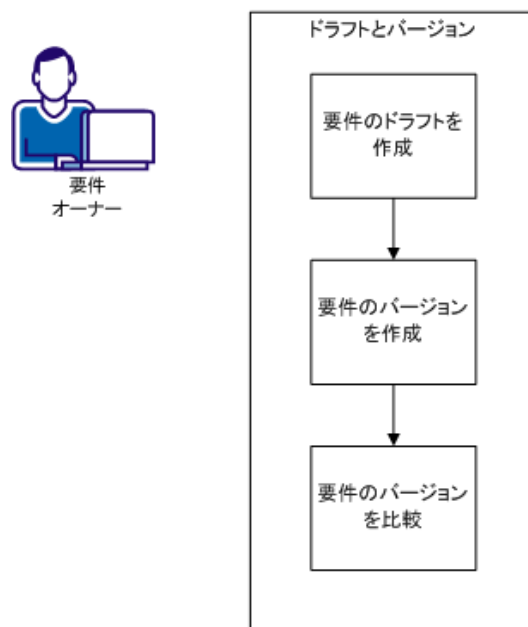 ドラフトとバージョン
要件のドラフトを
作成
要件
オーナー
要件のバージョン
を作成
要件のバージョン
を比較